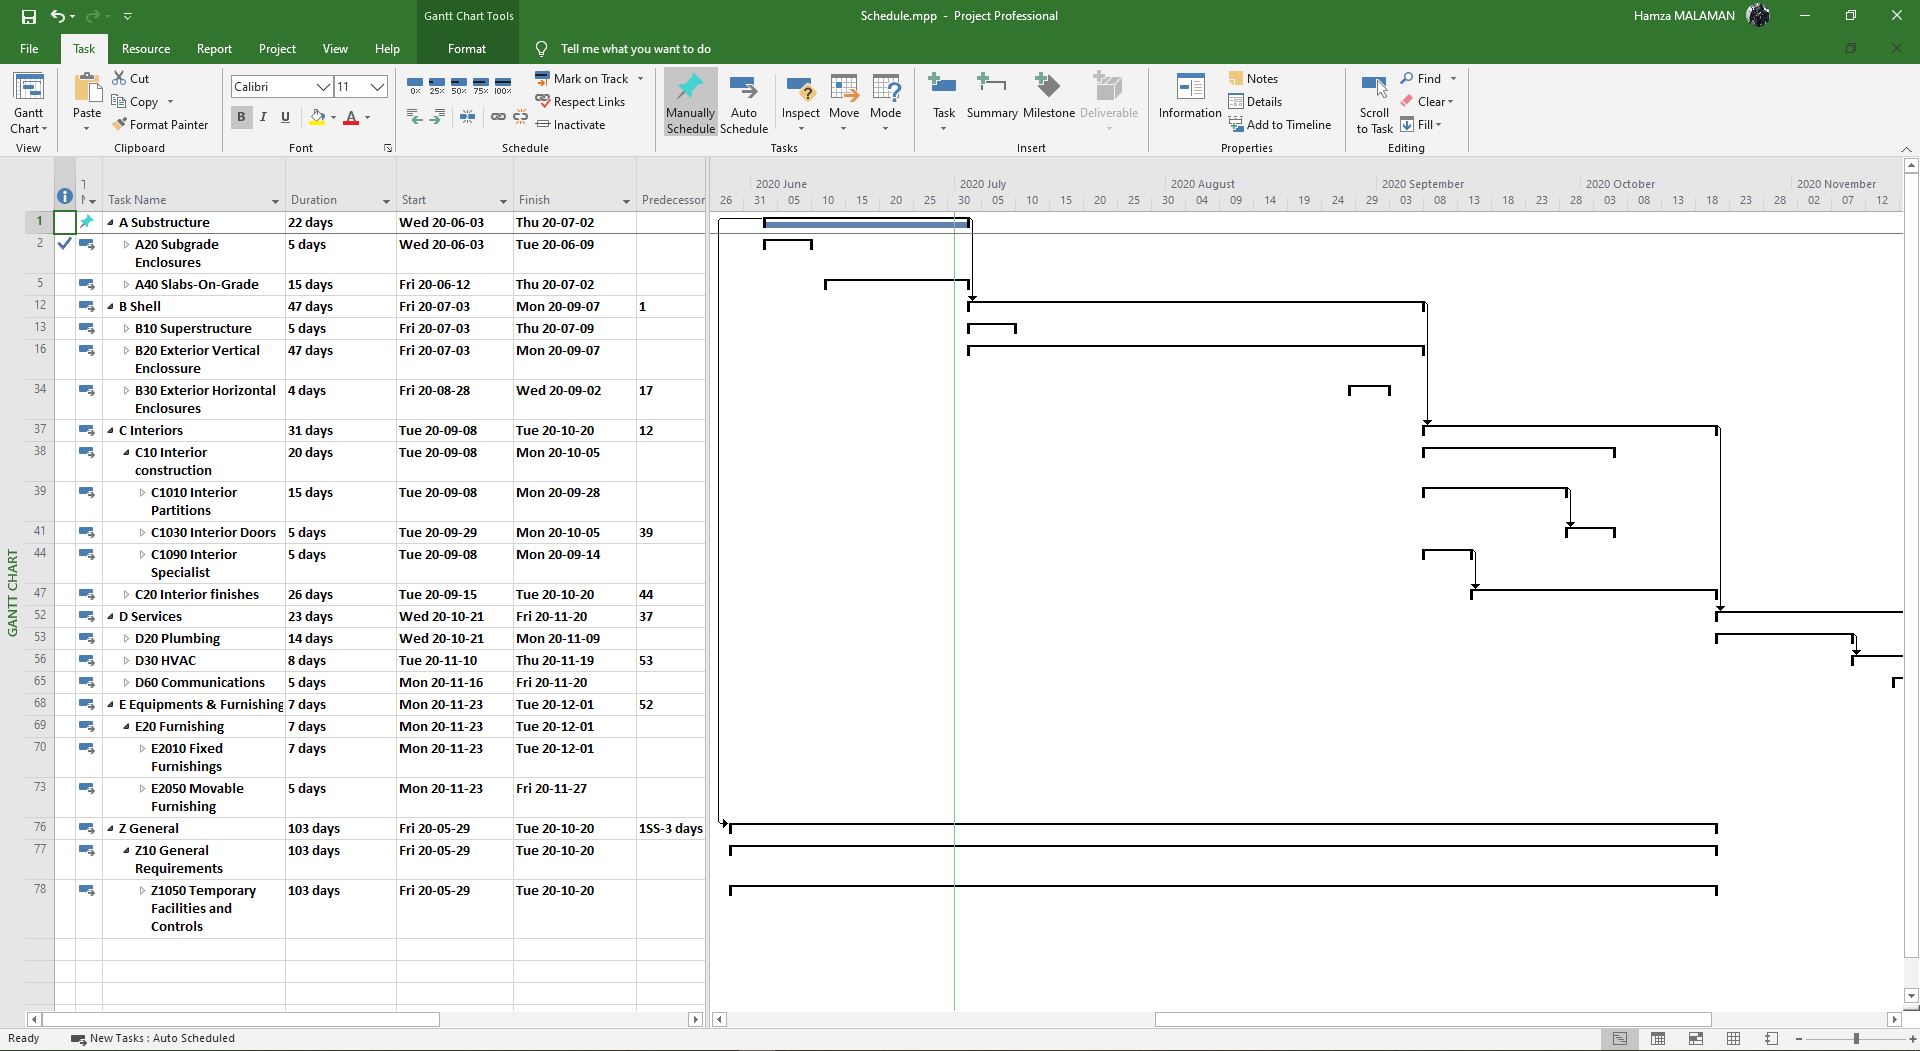 Gantt Chart Tools
Schedule.mpp - Project Professional
Hamza MALAMAN
File Task Resource Report Project View Help Format Tell me what you want to do
Gantt Chart
View
Paste
Cut
Copy
Format Painter
Clipboard
Calibri 11
B I U A
Font
0% 25% 50% 75% 100%
Mark on Track
Respect Links
Inactivate
Schedule
Manually Schedule
Auto Schedule
Inspect Move Mode
Tasks
Task Summary Milestone Deliverable
Insert
Information
Notes
Details
Add to Timeline
Properties
Scroll to Task
Find
Clear
Fill
Editing
GANTT CHART
Task Name Duration Start Finish Predecessor
1 A Substructure 22 days Wed 20-06-03 Thu 20-07-02
2 A20 Subgrade Enclosures 5 days Wed 20-06-03 Tue 20-06-09
5 A40 Slabs-On-Grade 15 days Fri 20-06-12 Thu 20-07-02
12 B Shell 47 days Fri 20-07-03 Mon 20-09-07 1
13 B10 Superstructure 5 days Fri 20-07-03 Thu 20-07-09
16 B20 Exterior Vertical Enclossure 47 days Fri 20-07-03 Mon 20-09-07
34 B30 Exterior Horizontal Enclosures 4 days Fri 20-08-28 Wed 20-09-02 17
37 C Interiors 31 days Tue 20-09-08 Tue 20-10-20 12
38 C10 Interior construction 20 days Tue 20-09-08 Mon 20-10-05
39 C1010 Interior Partitions 15 days Tue 20-09-08 Mon 20-09-28
41 C1030 Interior Doors 5 days Tue 20-09-29 Mon 20-10-05 39
44 C1090 Interior Specialist 5 days Tue 20-09-08 Mon 20-09-14
47 C20 Interior finishes 26 days Tue 20-09-15 Tue 20-10-20 44
52 D Services 23 days Wed 20-10-21 Fri 20-11-20 37
53 D20 Plumbing 14 days Wed 20-10-21 Mon 20-11-09
56 D30 HVAC 8 days Tue 20-11-10 Thu 20-11-19 53
65 D60 Communications 5 days Mon 20-11-16 Fri 20-11-20
68 E Equipments & Furnishing 7 days Mon 20-11-23 Tue 20-12-01 52
69 E20 Furnishing 7 days Mon 20-11-23 Tue 20-12-01
70 E2010 Fixed Furnishings 7 days Mon 20-11-23 Tue 20-12-01
73 E2050 Movable Furnishing 5 days Mon 20-11-23 Fri 20-11-27
76 Z General 103 days Fri 20-05-29 Tue 20-10-20 1SS-3 days
77 Z10 General Requirements 103 days Fri 20-05-29 Tue 20-10-20
78 Z1050 Temporary Facilities and Controls 103 days Fri 20-05-29 Tue 20-10-20
2020 June 2020 July 2020 August 2020 September 2020 October 2020 November
26 31 05 10 15 20 25 30 05 10 15 20 25 30 04 09 14 19 24 29 03 08 13 18 23 28 03 08 13 18 23 28 02 07 12
Ready New Tasks : Auto Scheduled